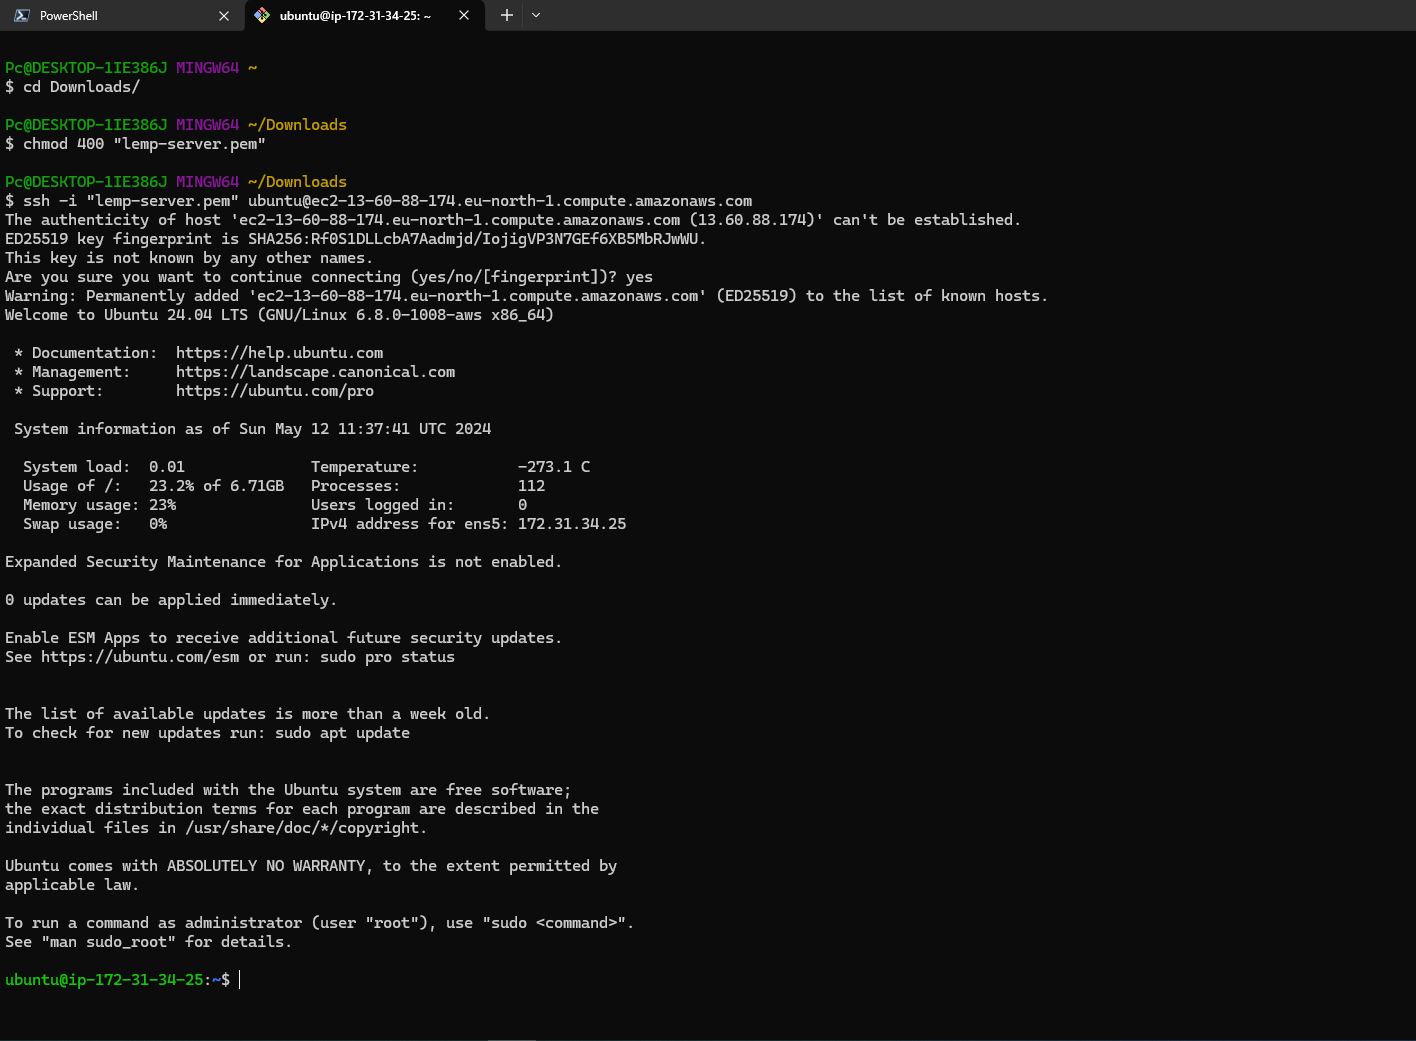 PowerShell
ubuntu@ip-172-31-34-25: ~
Pc@DESKTOP-1IE386J MINGW64 ~
$ cd Downloads/
Pc@DESKTOP-1IE386J MINGW64 ~/Downloads
$ chmod 400 "lemp-server.pem"
Pc@DESKTOP-1IE386J MINGW64 ~/Downloads
$ ssh -i "lemp-server.pem" ubuntu@ec2-13-60-88-174.eu-north-1.compute.amazonaws.com
The authenticity of host 'ec2-13-60-88-174.eu-north-1.compute.amazonaws.com (13.60.88.174)' can't be established.
ED25519 key fingerprint is SHA256:Rf0S1DLLcbA7Aadmjd/IojigVP3N7GEf6XB5MbRJwWU.
This key is not known by any other names.
Are you sure you want to continue connecting (yes/no/[fingerprint])? yes
Warning: Permanently added 'ec2-13-60-88-174.eu-north-1.compute.amazonaws.com' (ED25519) to the list of known hosts.
Welcome to Ubuntu 24.04 LTS (GNU/Linux 6.8.0-1008-aws x86_64)
* Documentation:  https://help.ubuntu.com
* Management:     https://landscape.canonical.com
* Support:        https://ubuntu.com/pro
System information as of Sun May 12 11:37:41 UTC 2024
System load:  0.01              Temperature:           -273.1 C
Usage of /:   23.2% of 6.71GB   Processes:             112
Memory usage: 23%               Users logged in:       0
Swap usage:   0%                IPv4 address for ens5: 172.31.34.25
Expanded Security Maintenance for Applications is not enabled.
0 updates can be applied immediately.
Enable ESM Apps to receive additional future security updates.
See https://ubuntu.com/esm or run: sudo pro status
The list of available updates is more than a week old.
To check for new updates run: sudo apt update
The programs included with the Ubuntu system are free software;
the exact distribution terms for each program are described in the
individual files in /usr/share/doc/*/copyright.
Ubuntu comes with ABSOLUTELY NO WARRANTY, to the extent permitted by
applicable law.
To run a command as administrator (user "root"), use "sudo <command>".
See "man sudo_root" for details.
ubuntu@ip-172-31-34-25:~$